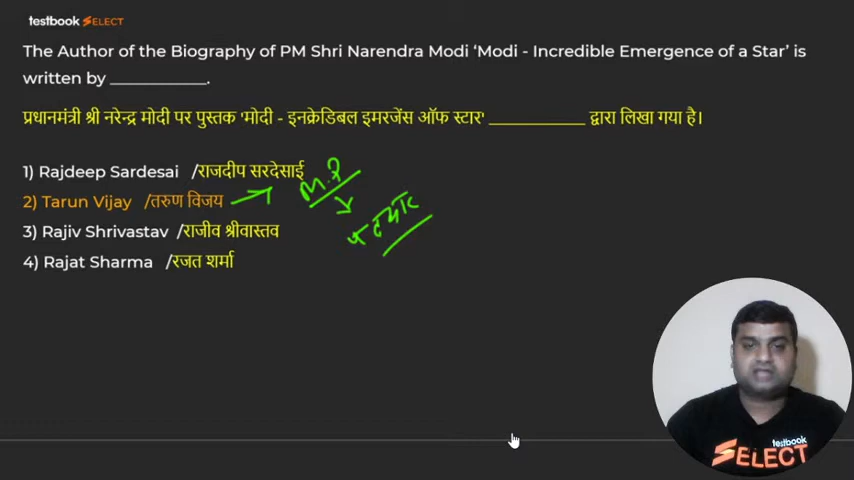 testbook SELECT
The Author of the Biography of PM Shri Narendra Modi ‘Modi - Incredible Emergence of a Star’ is
written by ____________.
प्रधानमंत्री श्री नरेन्द्र मोदी पर पुस्तक 'मोदी - इनक्रेडिबल इमरजेंस ऑफ स्टार' ____________ द्वारा लिखा गया है।
1) Rajdeep Sardesai /राजदीप सरदेसाई
M.P
2) Tarun Vijay /तरुण विजय
3) Rajiv Shrivastav /राजीव श्रीवास्तव
4) Rajat Sharma /रजत शर्मा
testbook
SELECT